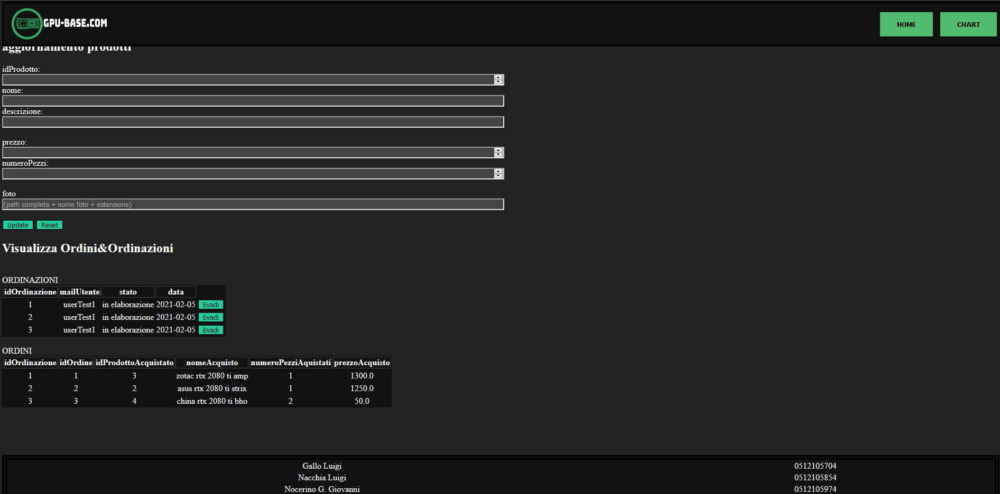 GPU-BASE.COM
HOME CHART
aggiornamento prodotti
idProdotto:
nome:
descrizione:
prezzo:
numeroPezzi:
foto
(path completa + nome foto + estensione)
Update Reset
Visualizza Ordini&Ordinazioni
ORDINAZIONI
idOrdinazione mailUtente stato data
1 userTest1 in elaborazione 2021-02-05 Evadi
2 userTest1 in elaborazione 2021-02-05 Evadi
3 userTest1 in elaborazione 2021-02-05 Evadi
ORDINI
idOrdinazione idOrdine idProdottoAcquistato nomeAcquisto numeroPezziAquistati prezzoAcquisto
1 1 3 zotac rtx 2080 ti amp 1 1300.0
2 2 2 asus rtx 2080 ti strix 1 1250.0
3 3 4 china rtx 2080 ti bho 2 50.0
Gallo Luigi 0512105704
Nacchia Luigi 0512105854
Nocerino G. Giovanni 0512105974